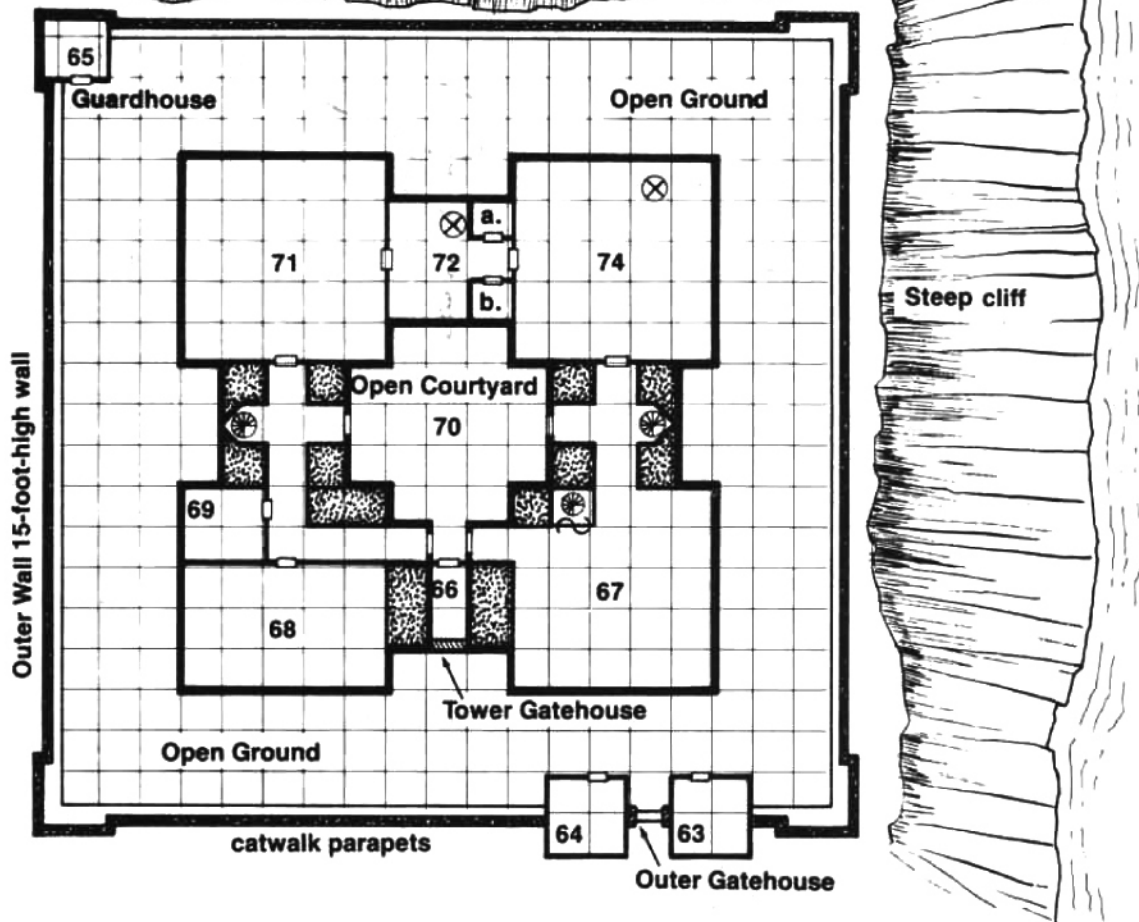 65
Guardhouse
Open Ground
a.
71
72
74
b.
Steep cliff
Open Courtyard
70
Outer Wall 15-foot-high wall
69
66
67
68
Tower Gatehouse
Open Ground
64
63
catwalk parapets
Outer Gatehouse